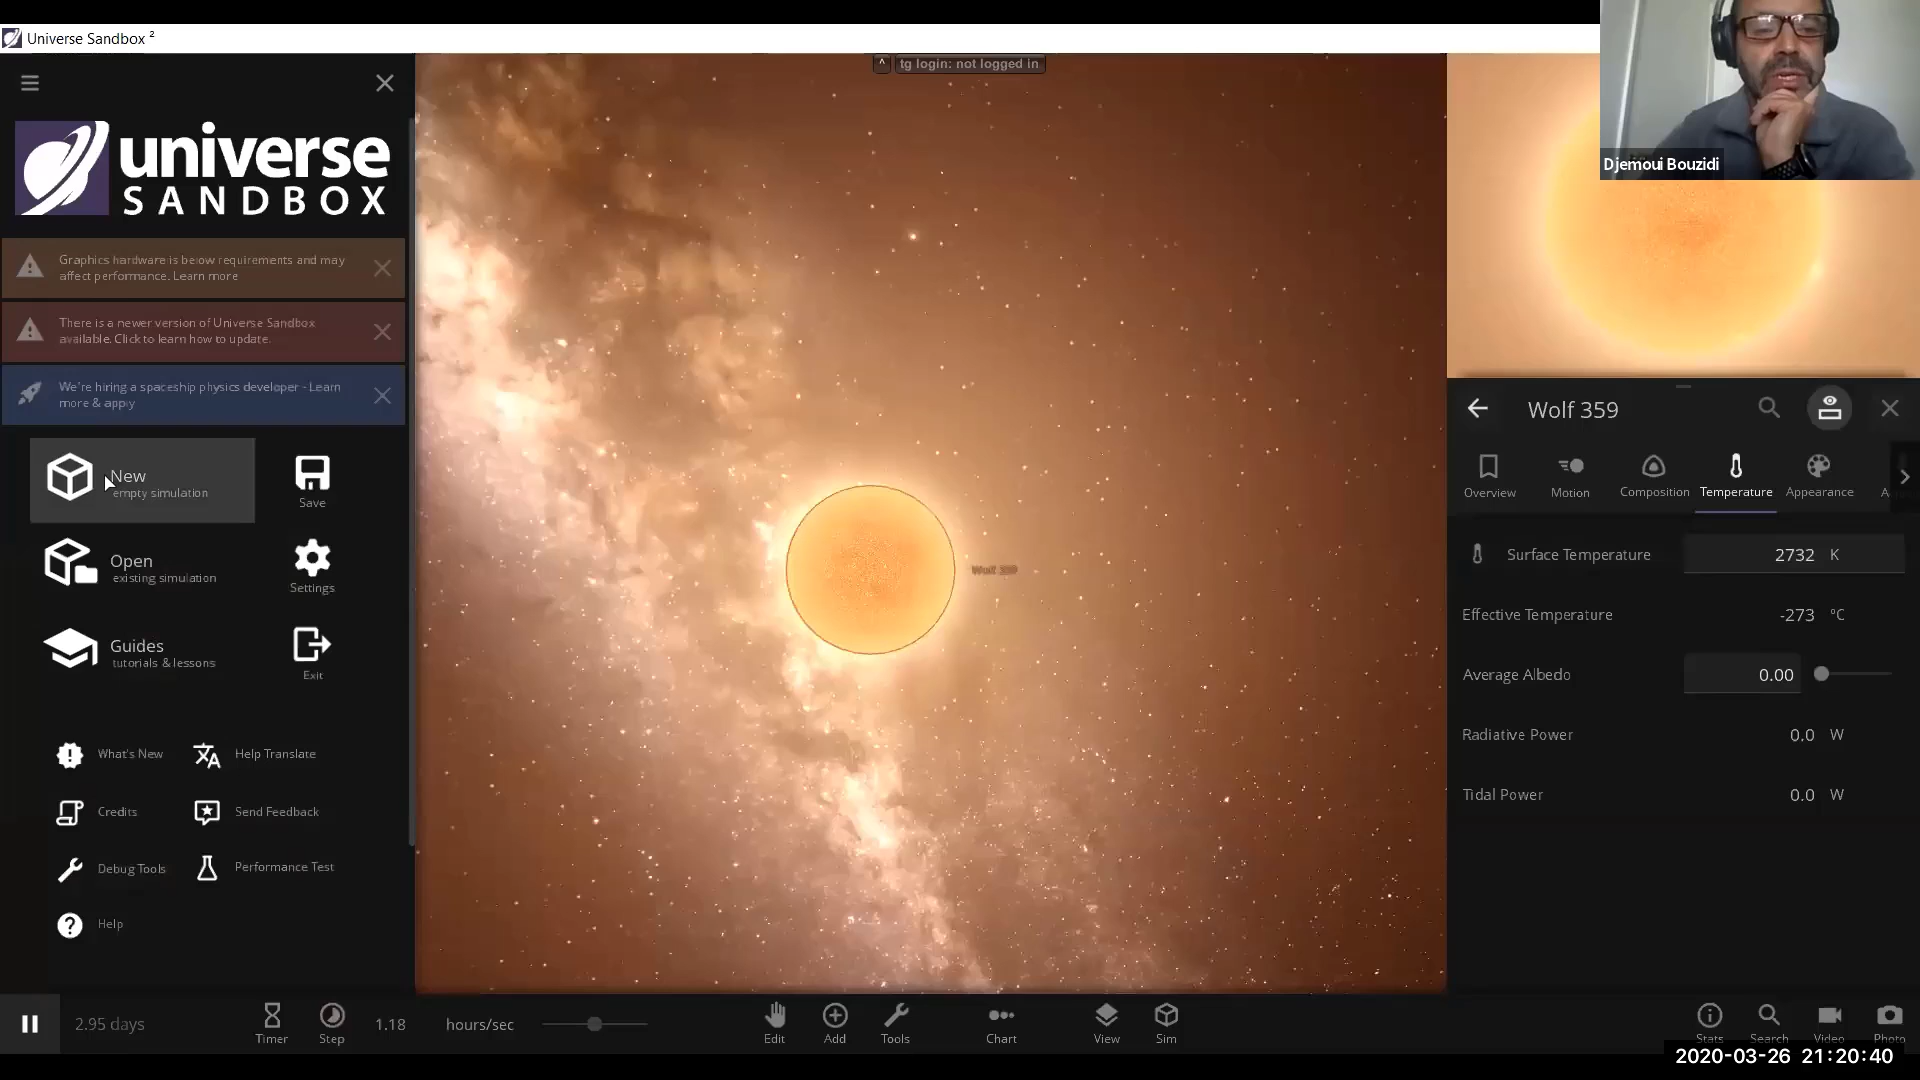 Universe Sandbox ²
^ tg login: not logged in
Djemoui Bouzidi
universe
SANDBOX
Graphics hardware is below requirements and may
affect performance. Learn more
There is a newer version of Universe Sandbox
available. Click to learn how to update.
We're hiring a spaceship physics developer - Learn
more & apply
New
empty simulation
Save
Open
existing simulation
Settings
Guides
tutorials & lessons
Exit
What's New
Help Translate
Credits
Send Feedback
Debug Tools
Performance Test
Help
Wolf 359
Wolf 359
Overview
Motion
Composition
Temperature
Appearance
A
Surface Temperature 2732 K
Effective Temperature -273 °C
Average Albedo 0.00
Radiative Power 0.0 W
Tidal Power 0.0 W
2.95 days
Timer
Step
1.18 hours/sec
Edit
Add
Tools
Chart
View
Sim
Stats
Search
Video
Photo
2020-03-26 21:20:40